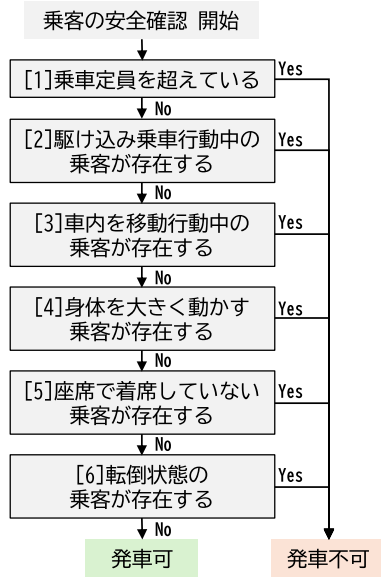 乗客の安全確認 開始
[1]乗車定員を超えている
Yes
No
[2]駆け込み乗車行動中の
乗客が存在する
Yes
No
[3]車内を移動行動中の
乗客が存在する
Yes
No
[4]身体を大きく動かす
乗客が存在する
Yes
No
[5]座席で着席していない
乗客が存在する
Yes
No
[6]転倒状態の
乗客が存在する
Yes
No
発車可
発車不可